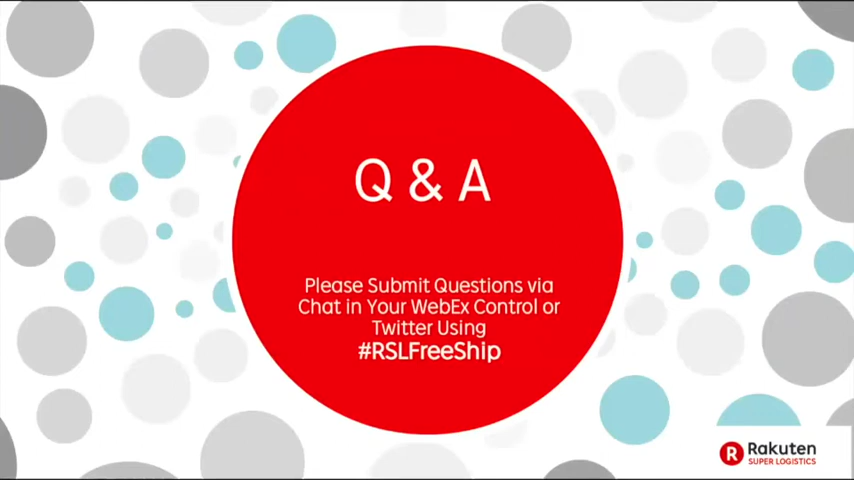 Q & A
Please Submit Questions via
Chat in Your WebEx Control or
Twitter Using
#RSLFreeShip
R Rakuten
SUPER LOGISTICS